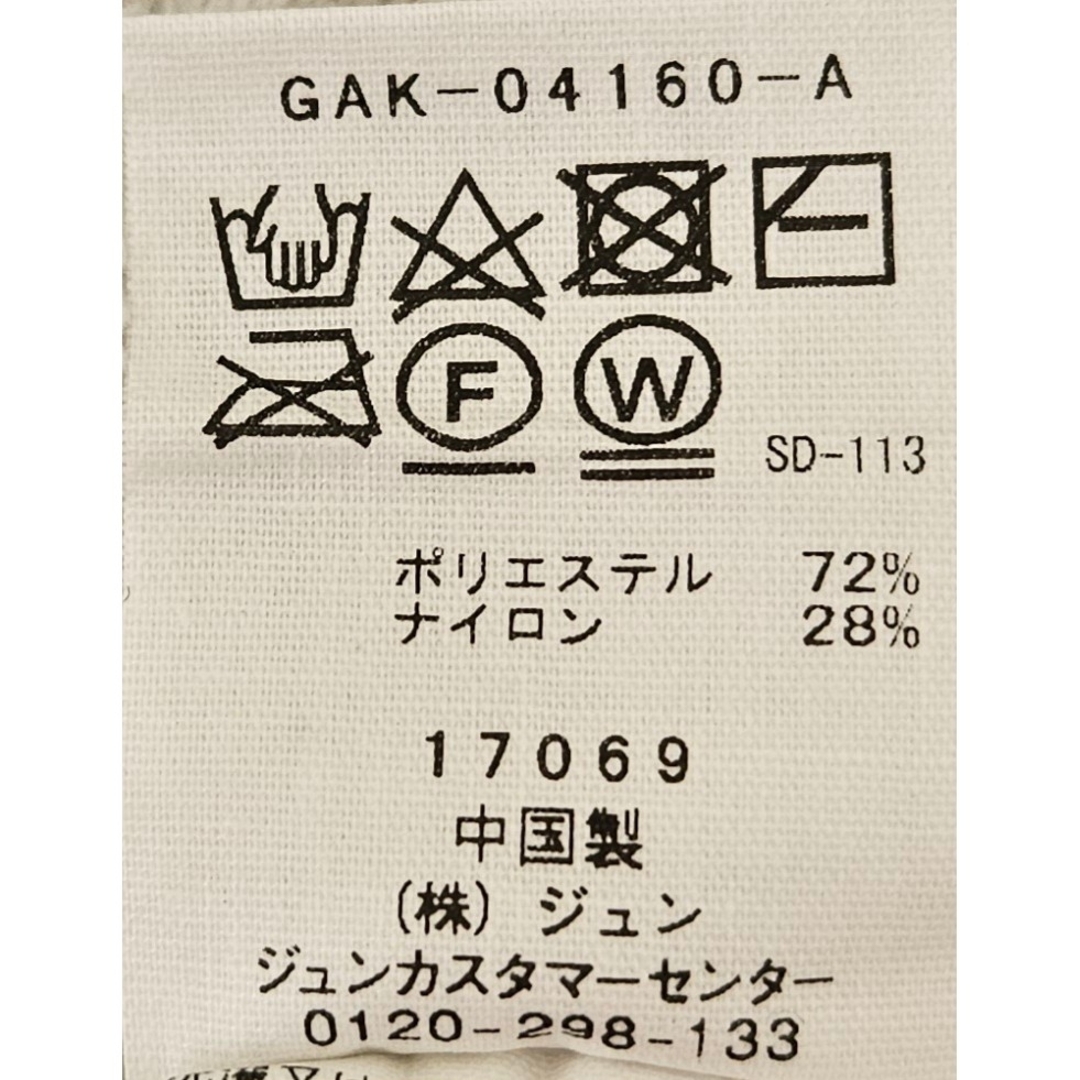 GAK-04160-A
F W
SD-113
ポリエステル 72%
ナイロン 28%
17069
中国製
(株) ジュン
ジュンカスタマーセンター
0120-298-133